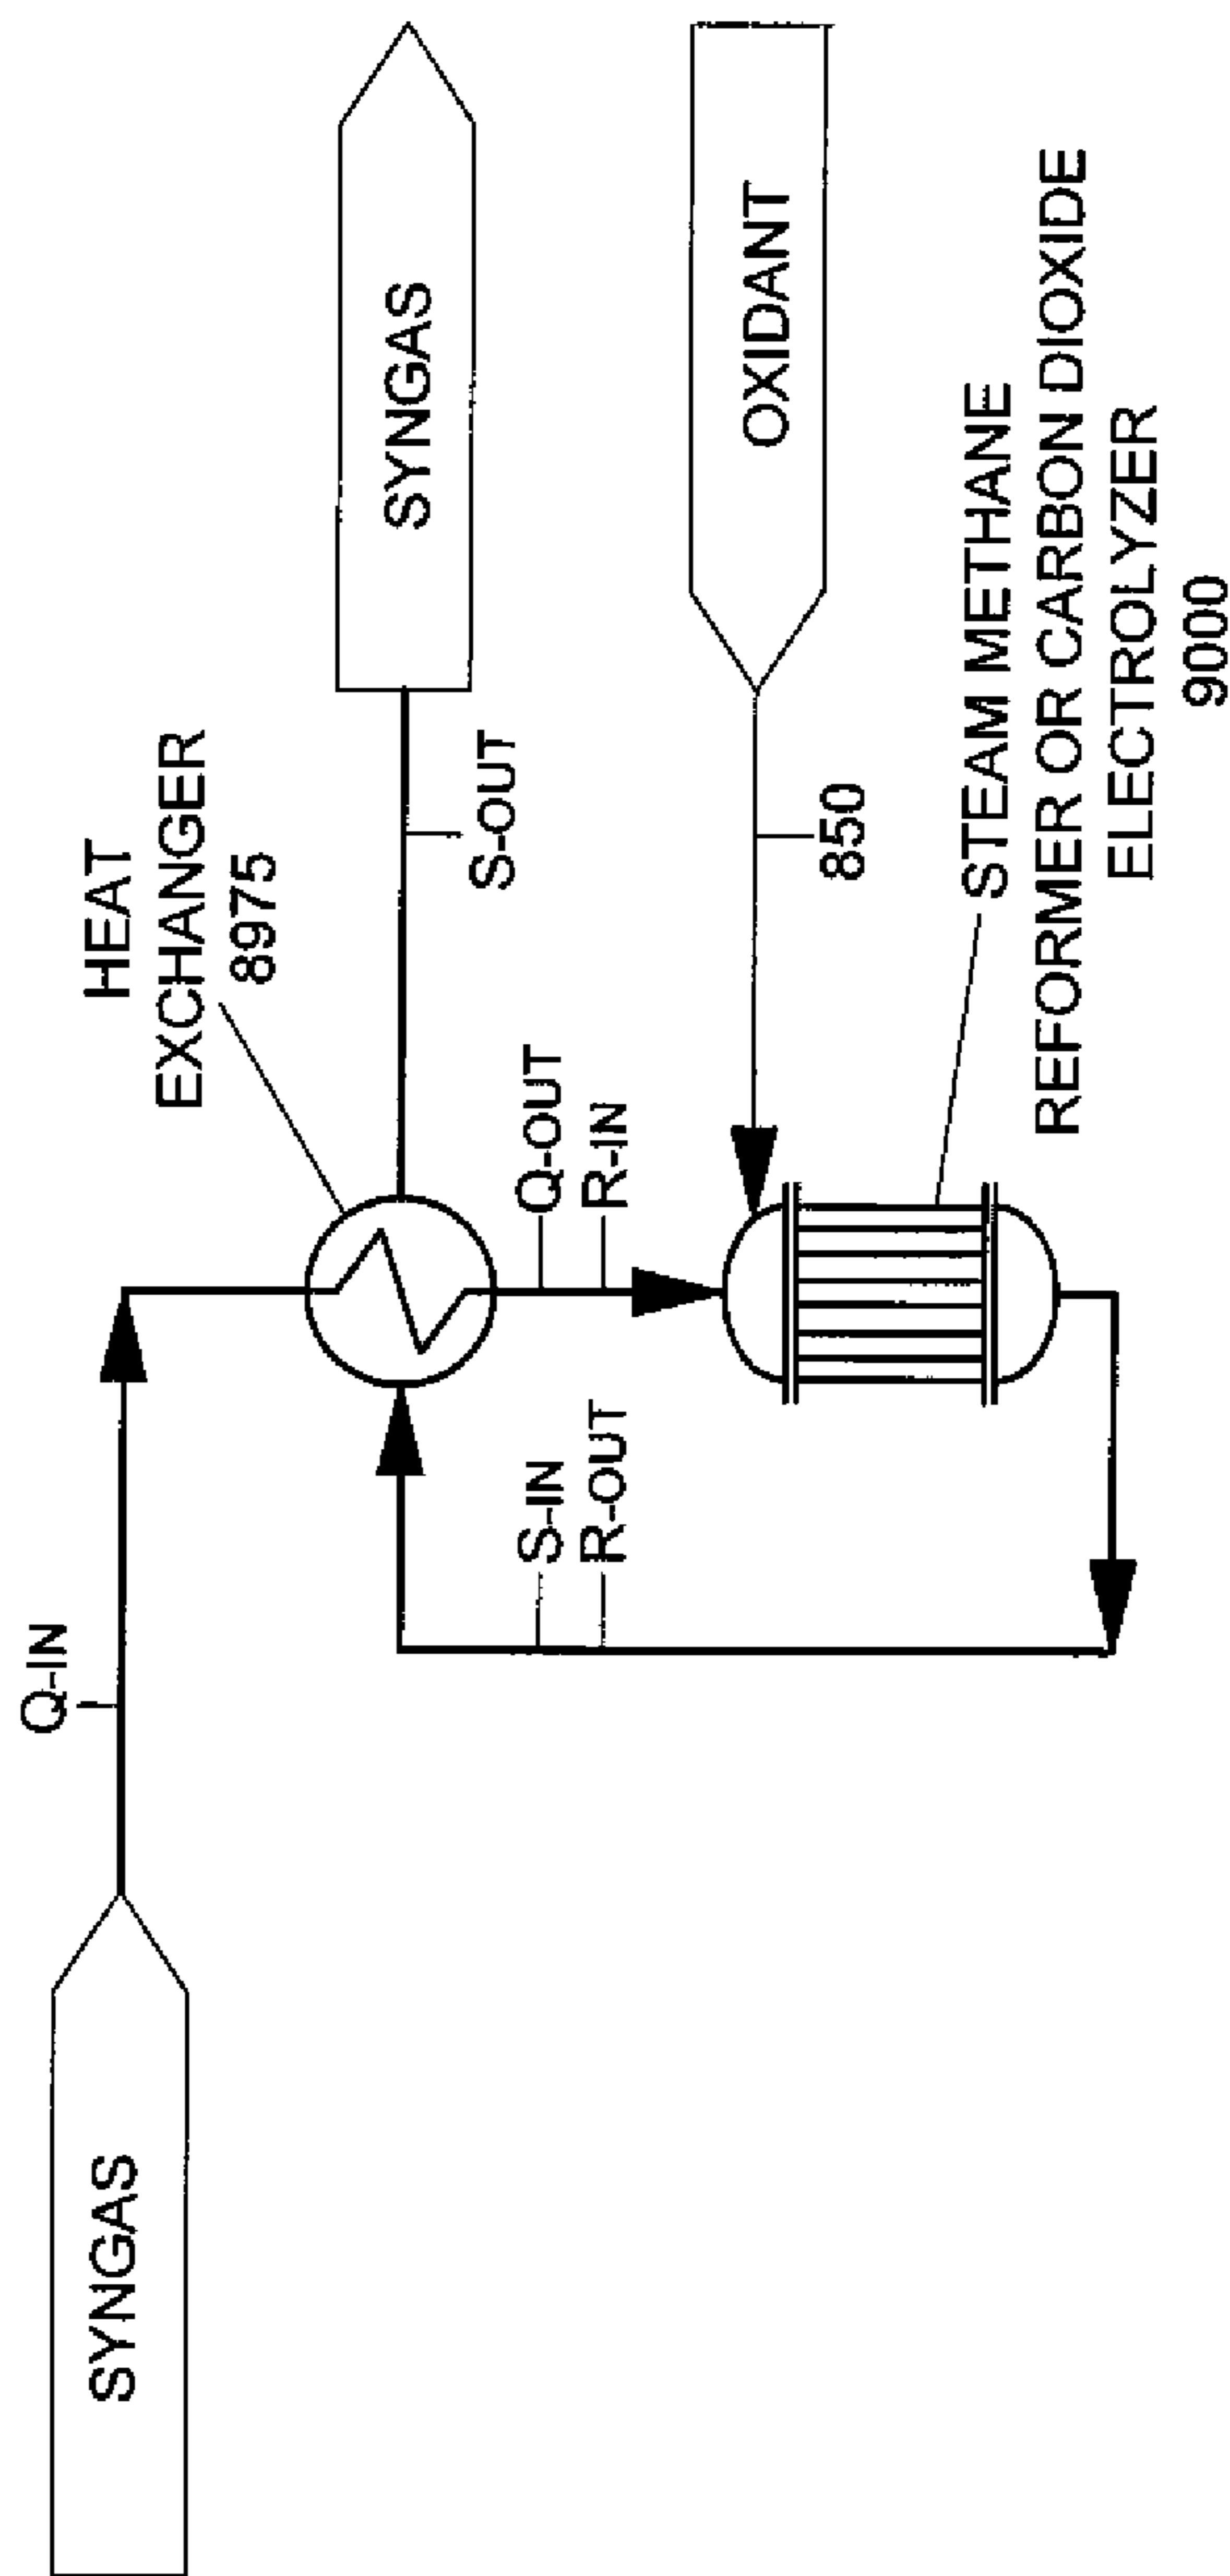 SYNGAS
Q-IN
HEAT
EXCHANGER
8975
SYNGAS
S-OUT
S-IN
R-OUT
Q-OUT
R-IN
OXIDANT
850
STEAM METHANE
REFORMER OR CARBON DIOXIDE
ELECTROLYZER
9000